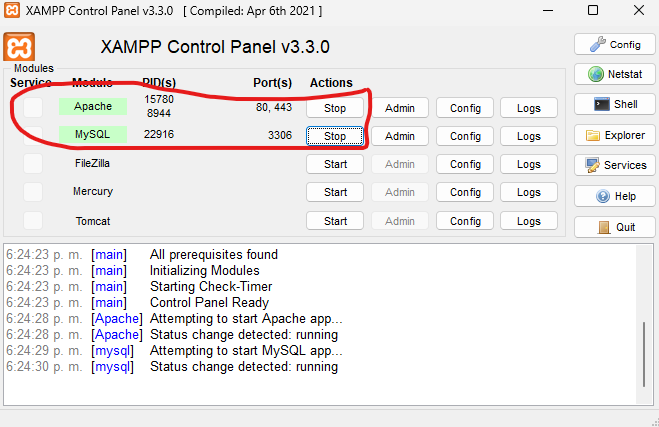 XAMPP Control Panel v3.3.0 [ Compiled: Apr 6th 2021 ]
XAMPP Control Panel v3.3.0
Config
Modules
Service Module PID(s) Port(s) Actions
Netstat
Apache 15780 8944 80, 443 Stop Admin Config Logs
Shell
MySQL 22916 3306 Stop Admin Config Logs
Explorer
FileZilla Start Admin Config Logs
Services
Mercury Start Admin Config Logs
Help
Tomcat Start Admin Config Logs
Quit
6:24:23 p. m. [main] All prerequisites found
6:24:23 p. m. [main] Initializing Modules
6:24:23 p. m. [main] Starting Check-Timer
6:24:23 p. m. [main] Control Panel Ready
6:24:28 p. m. [Apache] Attempting to start Apache app...
6:24:28 p. m. [Apache] Status change detected: running
6:24:29 p. m. [mysql] Attempting to start MySQL app...
6:24:30 p. m. [mysql] Status change detected: running